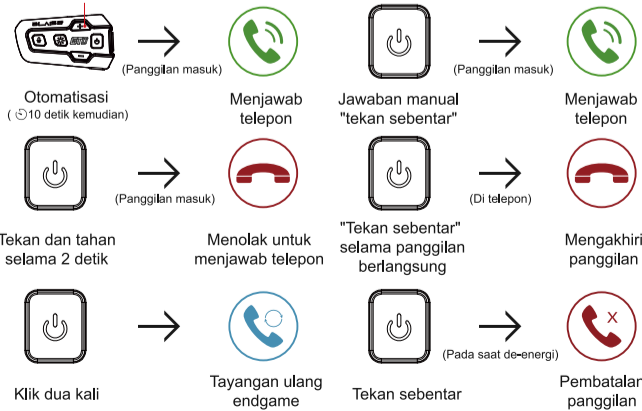 (Panggilan masuk)
Otomatisasi
(10 detik kemudian)
Menjawab
telepon
(Panggilan masuk)
Jawaban manual
"tekan sebentar"
Menjawab
telepon
(Panggilan masuk)
Tekan dan tahan
selama 2 detik
Menolak untuk
menjawab telepon
(Di telepon)
"Tekan sebentar"
selama panggilan
berlangsung
Mengakhiri
panggilan
Klik dua kali
Tayangan ulang
endgame
(Pada saat de-energi)
Tekan sebentar
X
Pembatalan
panggilan